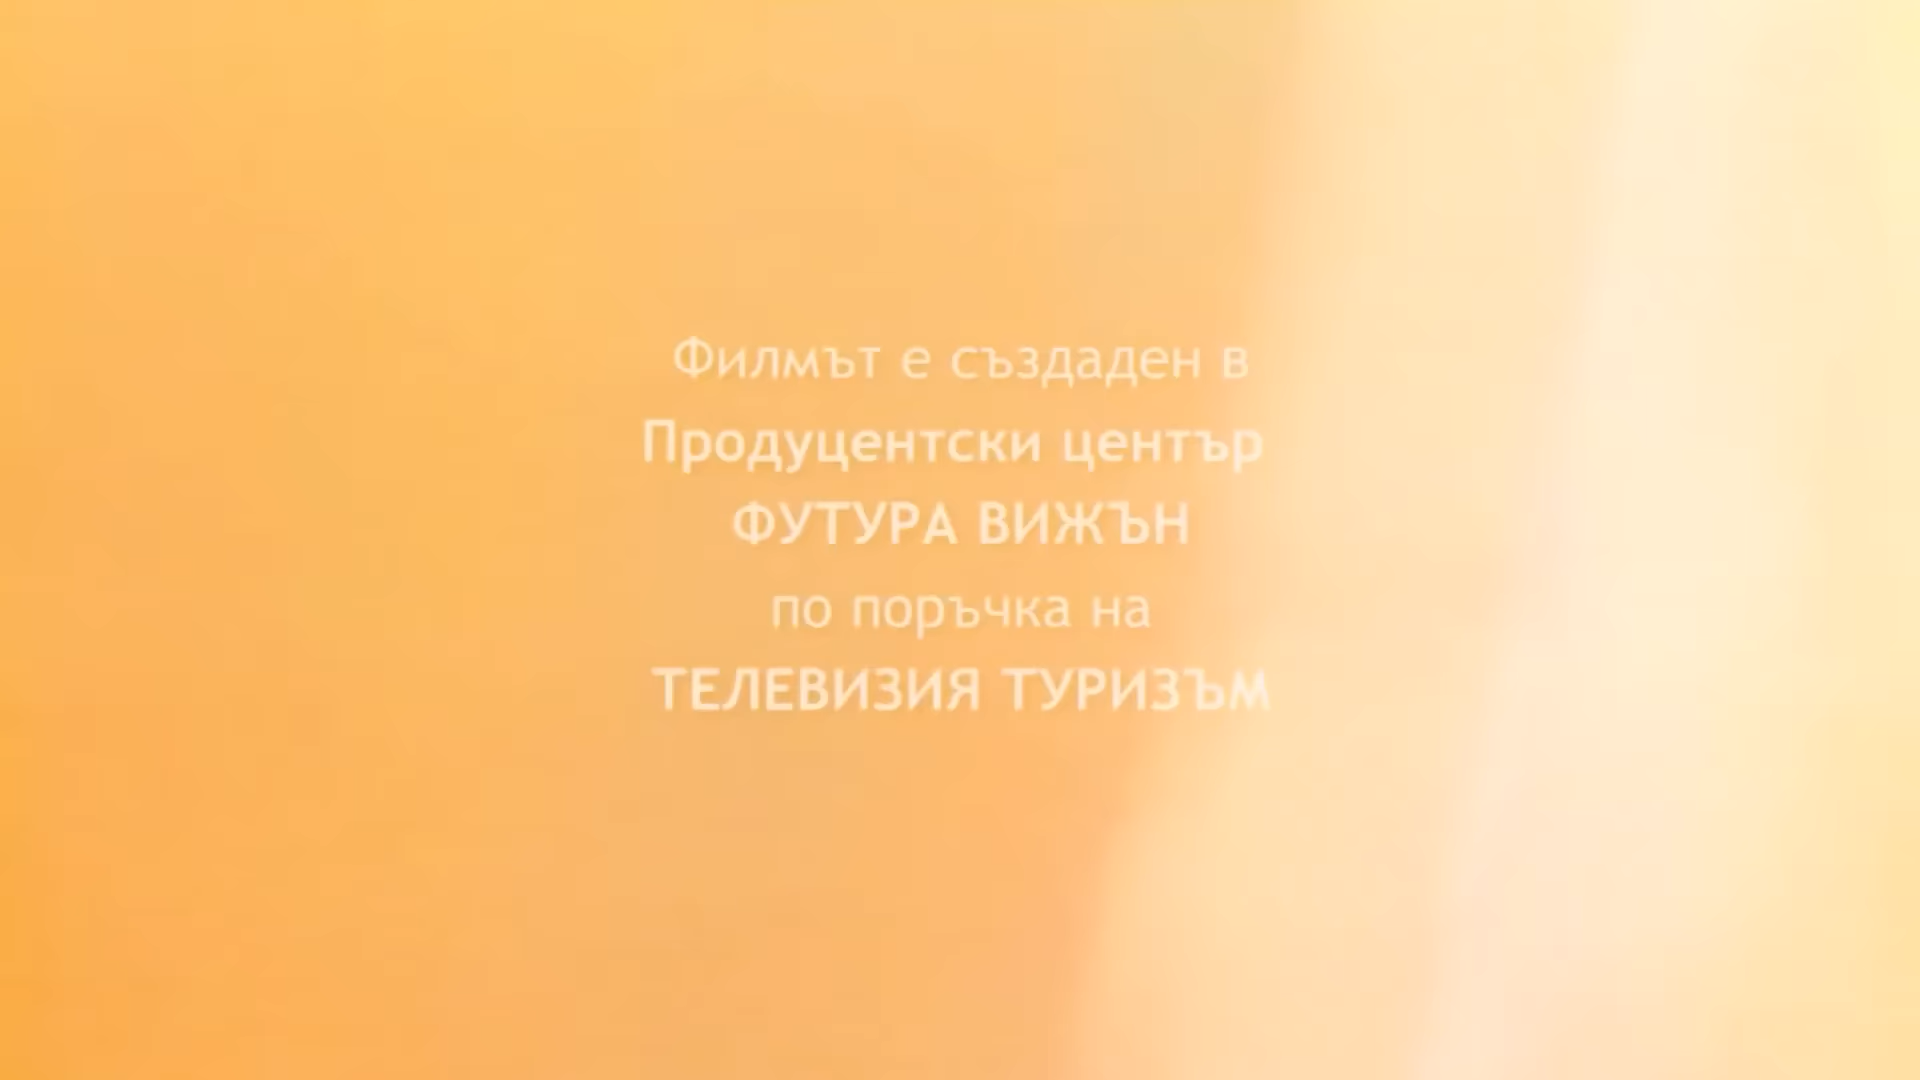 Филмът е създаден в
Продуцентски център
ФУТУРА ВИЖЪН
по поръчка на
ТЕЛЕВИЗИЯ ТУРИЗЪМ